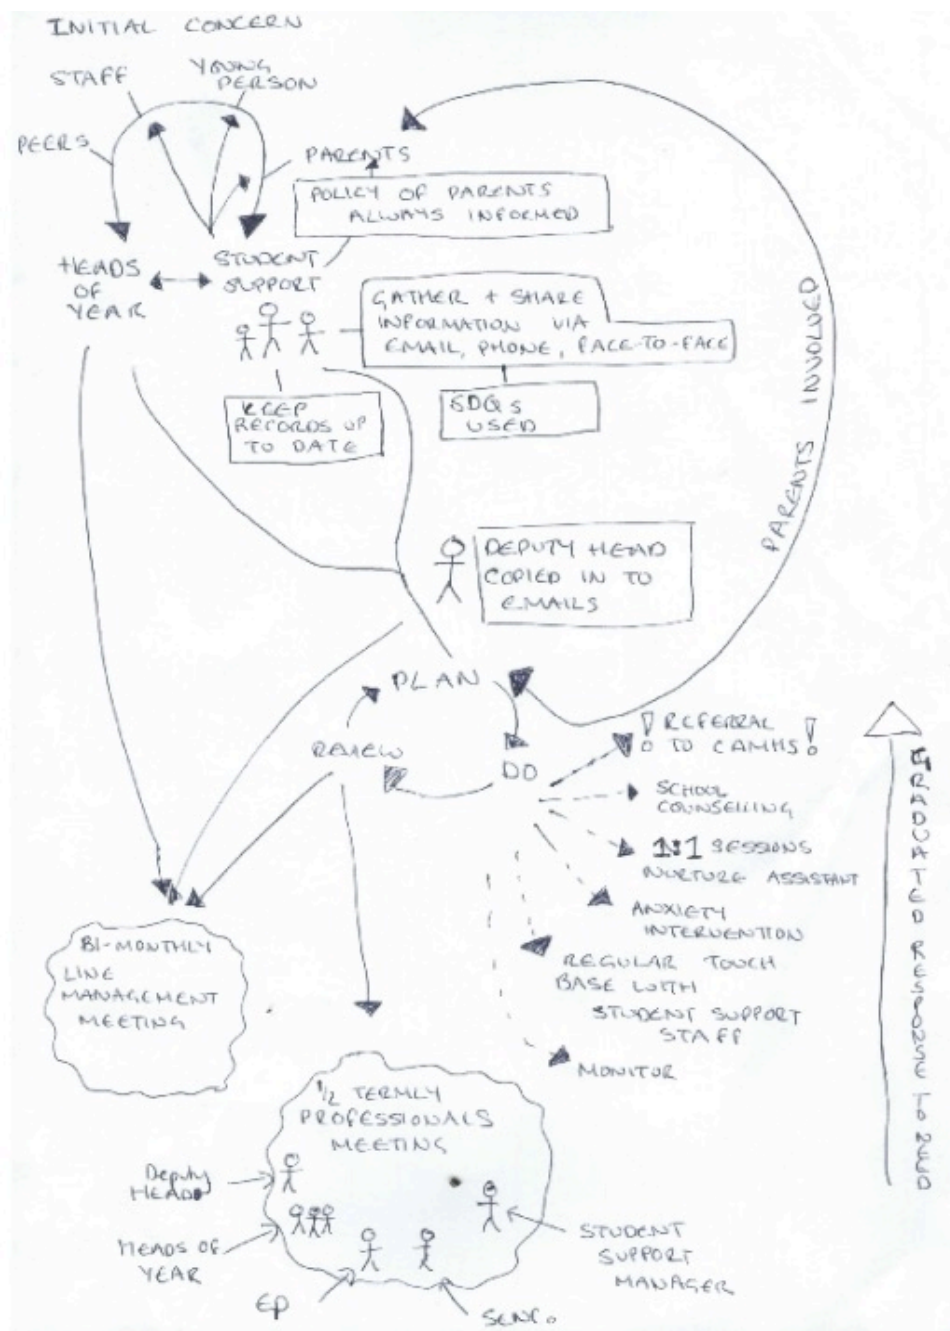 INITIAL CONCERN
STAFF
YOUNG
PERSON
PEERS
PARENTS
POLICY OF PARENTS
ALWAYS INFORMED
HEADS
OF
YEAR
STUDENT
SUPPORT
GATHER + SHARE
INFORMATION VIA
EMAIL, PHONE, FACE-TO-FACE
KEEP
RECORDS UP
TO DATE
SDQs
USED
PARENTS INVOLVED
DEPUTY HEAD
COPIED IN TO
EMAILS
PLAN
REVIEW
DO
! REFERRAL !
TO CAMHS
SCHOOL
COUNSELLING
1:1 SESSIONS
NURTURE ASSISTANT
ANXIETY
INTERVENTION
REGULAR TOUCH
BASE WITH
STUDENT SUPPORT
STAFF
MONITOR
GRADUATED RESPONSE TO NEED
BI-MONTHLY
LINE
MANAGEMENT
MEETING
1/2 TERMLY
PROFESSIONALS
MEETING
Deputy
HEAD
HEADS OF
YEAR
EP
SENCo
STUDENT
SUPPORT
MANAGER